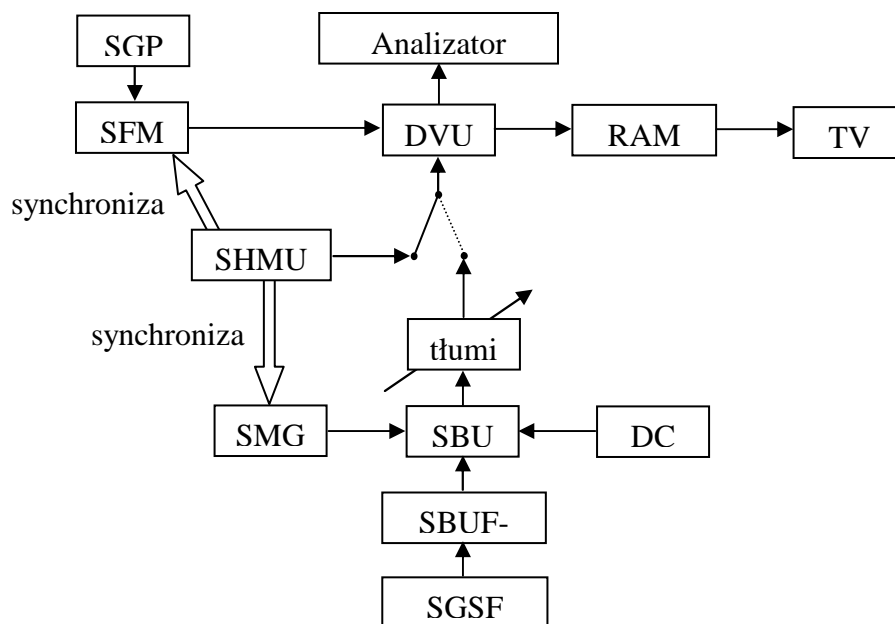 SGP
Analizator
SFM
DVU
RAM
TV
synchroniza
SHMU
synchroniza
tłumi
SMG
SBU
DC
SBUF-
SGSF